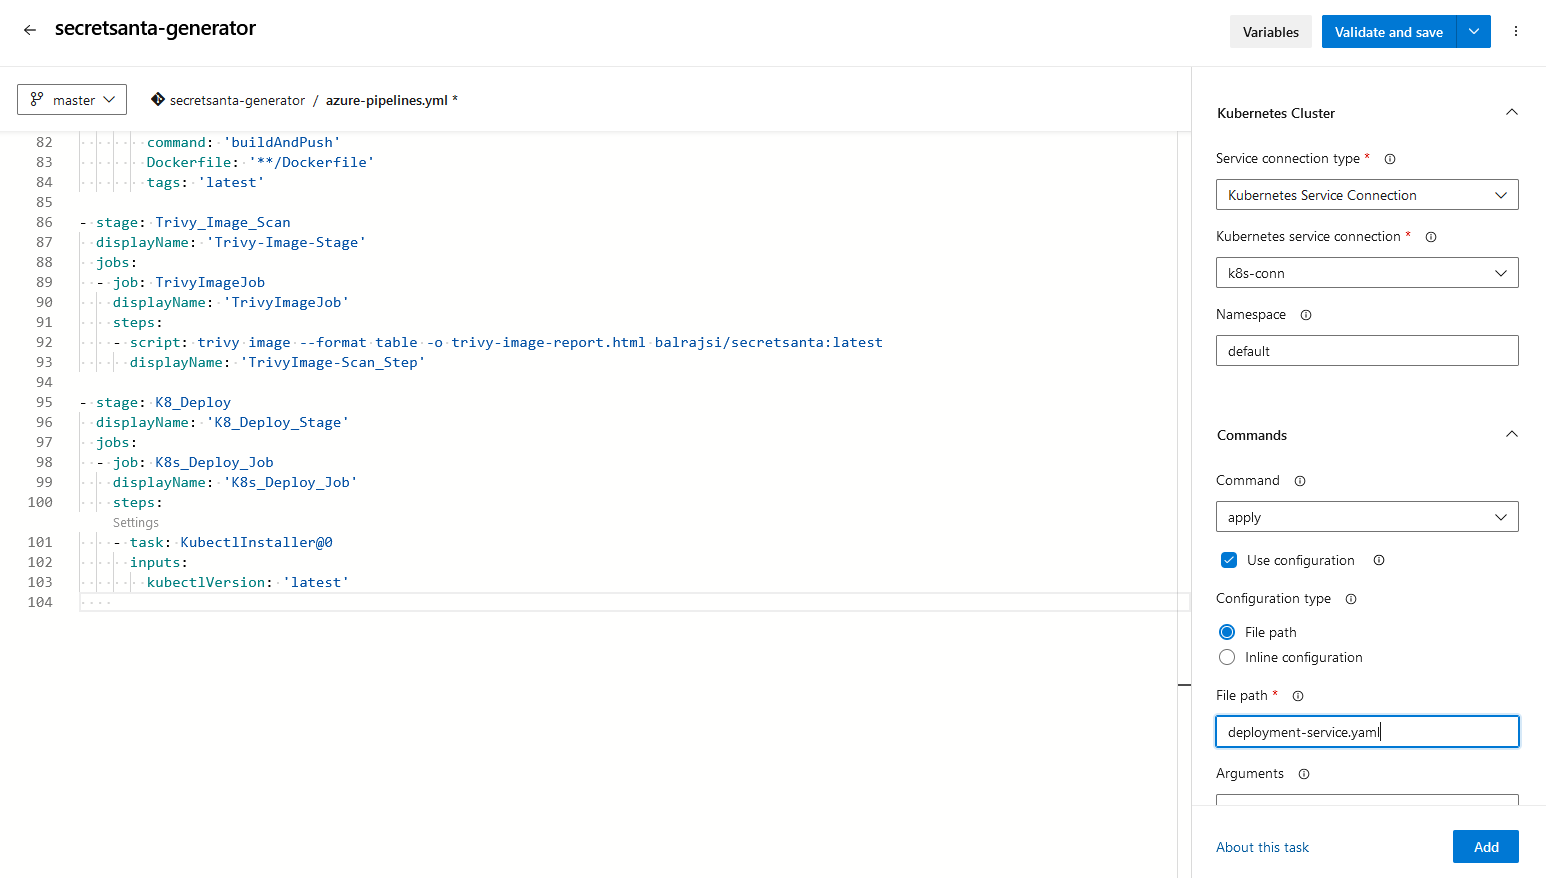 secretsanta-generator
Variables
Validate and save
master
secretsanta-generator / azure-pipelines.yml *
82 command: 'buildAndPush'
83 Dockerfile: '**/Dockerfile'
84 tags: 'latest'
85
86 - stage: Trivy_Image_Scan
87 displayName: 'Trivy-Image-Stage'
88 jobs:
89 - job: TrivyImageJob
90 displayName: 'TrivyImageJob'
91 steps:
92 - script: trivy image --format table -o trivy-image-report.html balrajsi/secretsanta:latest
93 displayName: 'TrivyImage-Scan_Step'
94
95 - stage: K8_Deploy
96 displayName: 'K8_Deploy_Stage'
97 jobs:
98 - job: K8s_Deploy_Job
99 displayName: 'K8s_Deploy_Job'
100 steps:
Settings
101 - task: KubectlInstaller@0
102 inputs:
103 kubectlVersion: 'latest'
104
Kubernetes Cluster
Service connection type *
Kubernetes Service Connection
Kubernetes service connection *
k8s-conn
Namespace
default
Commands
Command
apply
Use configuration
Configuration type
File path
Inline configuration
File path *
deployment-service.yaml
Arguments
About this task
Add